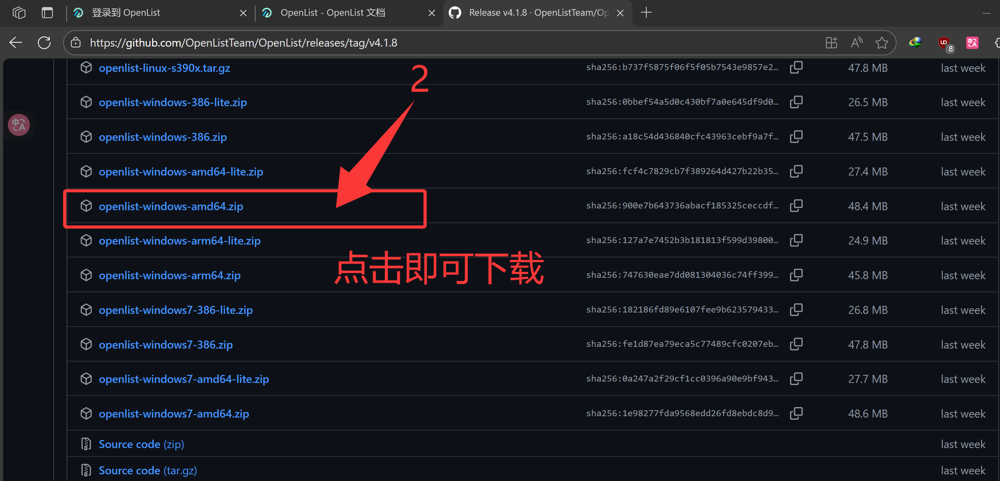 登录到 OpenList
OpenList - OpenList 文档
Release v4.1.8 · OpenListTeam/Op
https://github.com/OpenListTeam/OpenList/releases/tag/v4.1.8
8
openlist-linux-s390x.tar.gz sha256:b737f5875f06f5f05b7543e9857e2... 47.8 MB last week
2
openlist-windows-386-lite.zip sha256:0bbef54a5d0c430bf7a0e645df9d0... 26.5 MB last week
openlist-windows-386.zip sha256:a18c54d436840cfc43963cebf9a7f... 47.5 MB last week
openlist-windows-amd64-lite.zip sha256:fcf4c7829cb7f389264d427b22b35... 27.4 MB last week
openlist-windows-amd64.zip sha256:900e7b643736abacf185325ceccdf... 48.4 MB last week
openlist-windows-arm64-lite.zip sha256:127a7e7452b3b181813f599d39800... 24.9 MB last week
点击即可下载
openlist-windows-arm64.zip sha256:747630eae7dd081304036c74ff399... 45.8 MB last week
openlist-windows7-386-lite.zip sha256:182186fd89e6107fee9b623579433... 26.8 MB last week
openlist-windows7-386.zip sha256:fe1d87ea79eca5c77489cfc0207eb... 47.8 MB last week
openlist-windows7-amd64-lite.zip sha256:0a247a2f29cf1cc0396a90e9bf943... 27.7 MB last week
openlist-windows7-amd64.zip sha256:1e98277fda9568edd26fd8ebdc8d9... 48.6 MB last week
Source code (zip) last week
Source code (tar.gz) last week